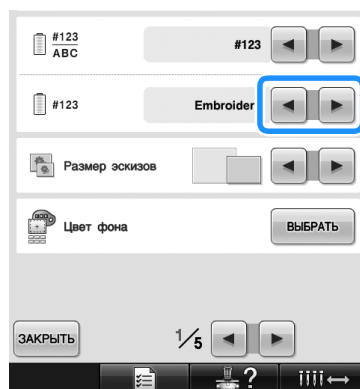 #123
ABC
#123
#123
Embroider
Размер эскизов
Цвет фона
ВЫБРАТЬ
ЗАКРЫТЬ
1/5
?